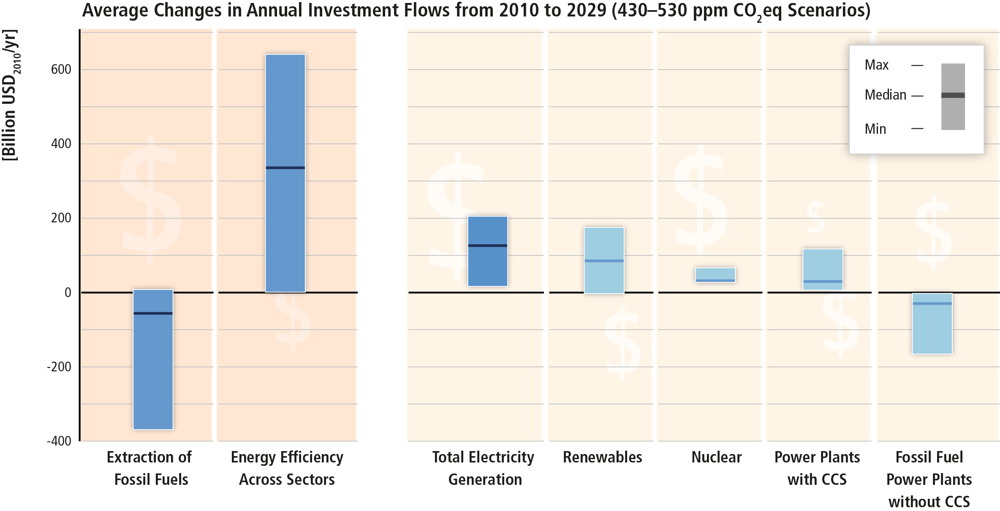 Average Changes in Annual Investment Flows from 2010 to 2029 (430–530 ppm CO2eq Scenarios)
[Billion USD2010/yr]
600
400
200
0
-200
-400
Max
Median
Min
Extraction of
Fossil Fuels
Energy Efficiency
Across Sectors
Total Electricity
Generation
Renewables
Nuclear
Power Plants
with CCS
Fossil Fuel
Power Plants
without CCS
$
$
$
$
$
$
$
$